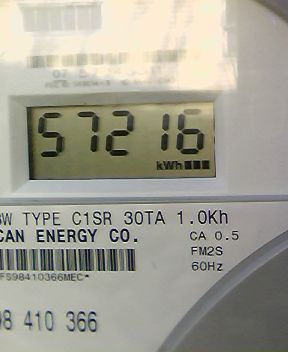 57216
kWh
3W TYPE C1SR 30TA 1.0Kh
CAN ENERGY CO.
CA 0.5
FM2S
60Hz
FS98410366MEC*
98 410 366